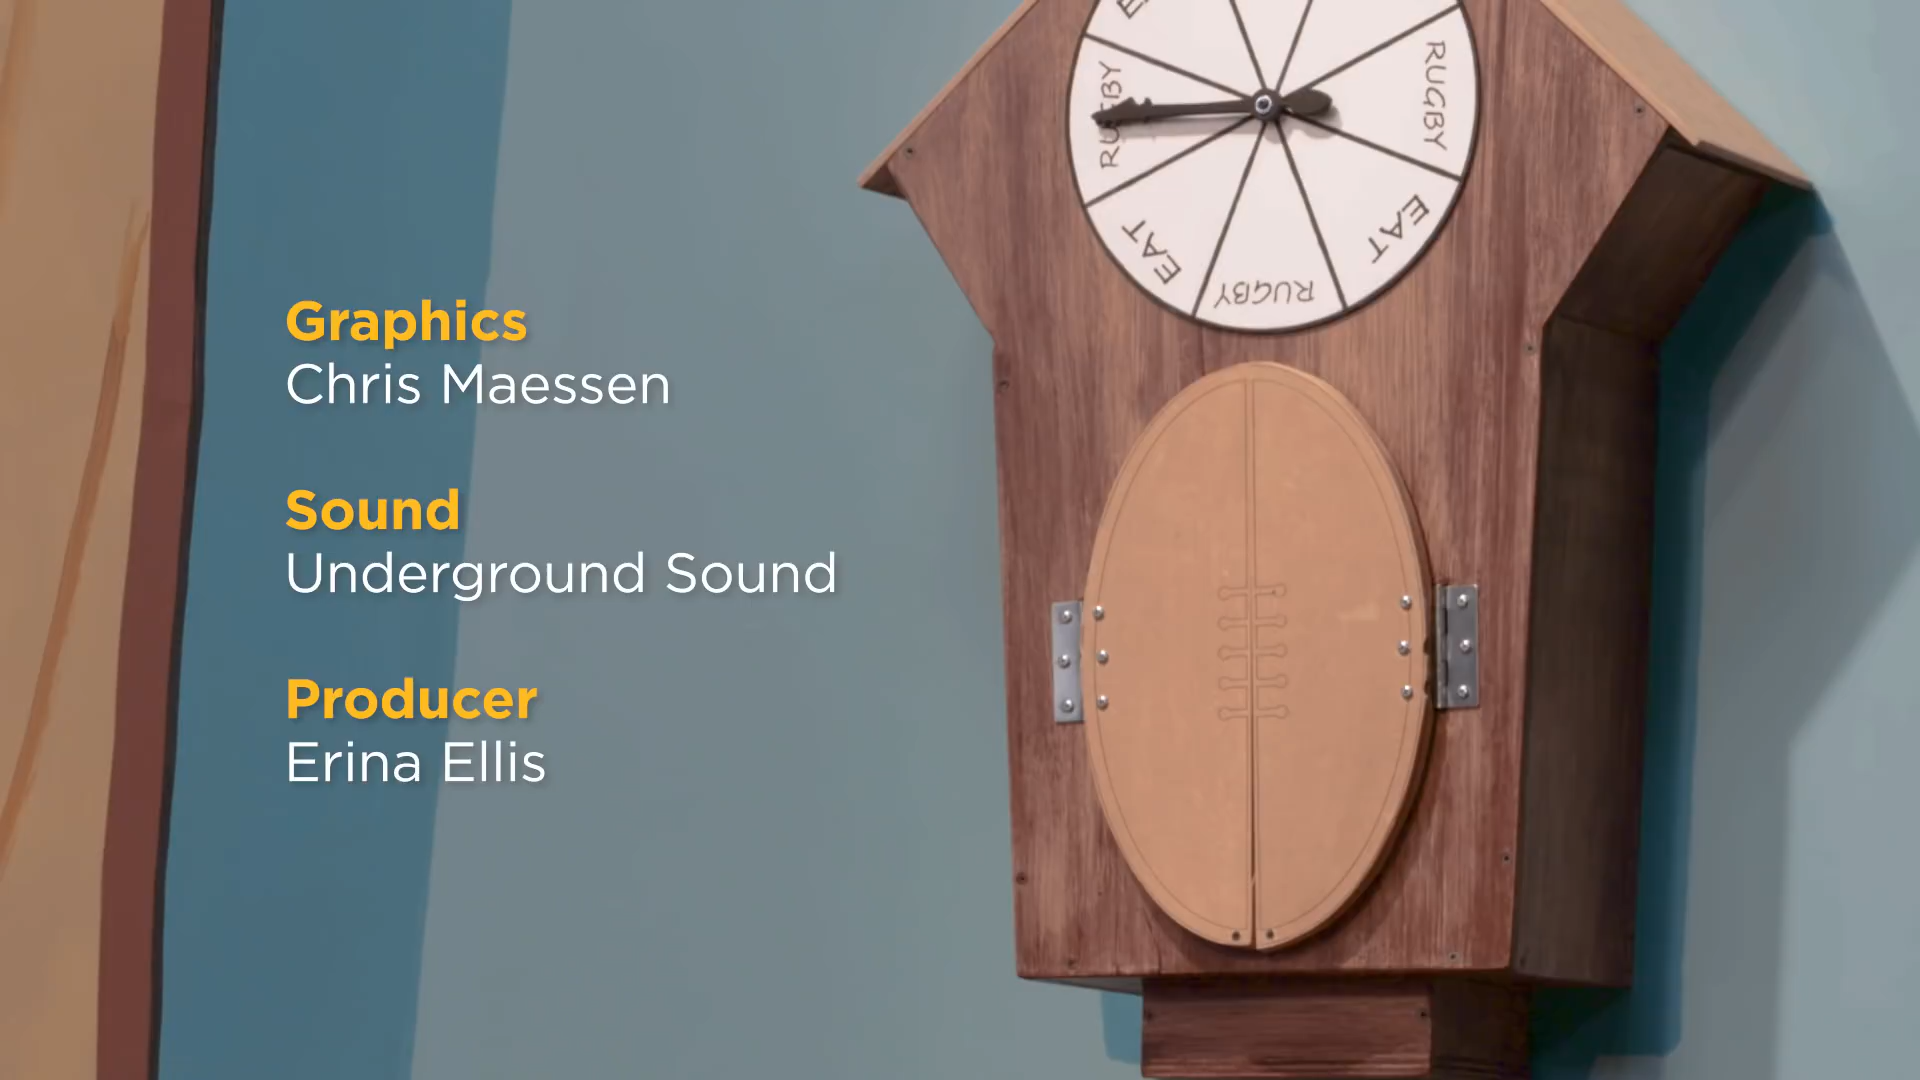 Graphics
Chris Maessen
Sound
Underground Sound
Producer
Erina Ellis
RUGBY
RUGBY
EAT
EAT
RUGBY